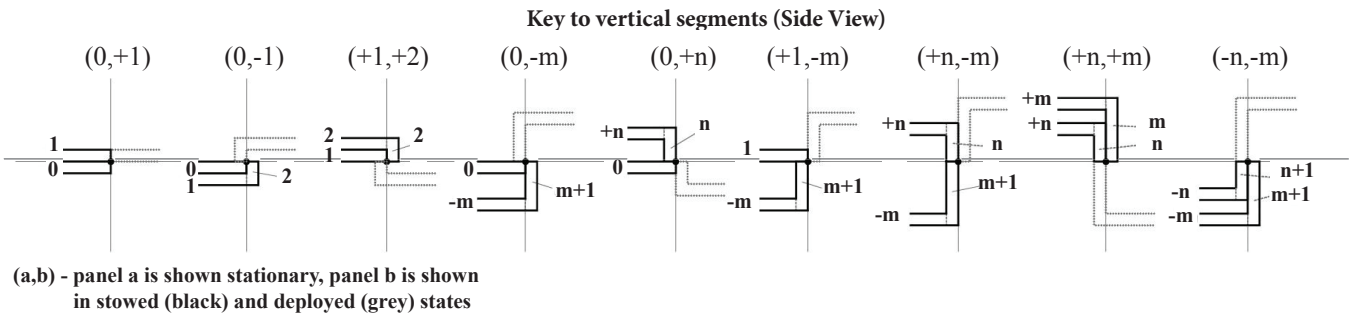 Key to vertical segments (Side View)
(0,+1) (0,-1) (+1,+2) (0,-m) (0,+n) (+1,-m) (+n,-m) (+n,+m) (-n,-m)
1
0
0
1
2
2
1
2
0
-m
m+1
+n
0
n
1
-m
m+1
+n
-m
n
m+1
+m
+n
m
n
-n
-m
n+1
m+1
(a,b) - panel a is shown stationary, panel b is shown
in stowed (black) and deployed (grey) states